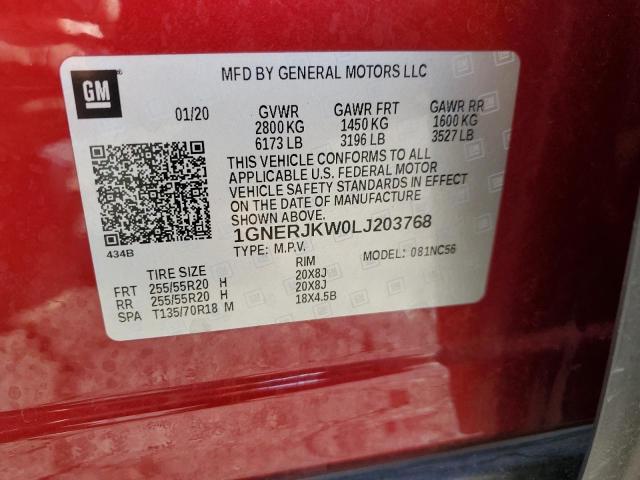 GM
MFD BY GENERAL MOTORS LLC
01/20 GVWR GAWR FRT GAWR RR
2800 KG 1450 KG 1600 KG
6173 LB 3196 LB 3527 LB
THIS VEHICLE CONFORMS TO ALL
APPLICABLE U.S. FEDERAL MOTOR
VEHICLE SAFETY STANDARDS IN EFFECT
ON THE DATE OF MANUFACTURE
SHOWN ABOVE.
1GNERJKW0LJ203768
434B
TYPE: M.P.V. MODEL: 081NC56
TIRE SIZE RIM
FRT 255/55R20 H 20X8J
RR 255/55R20 H 20X8J
SPA T135/70R18 M 18X4.5B